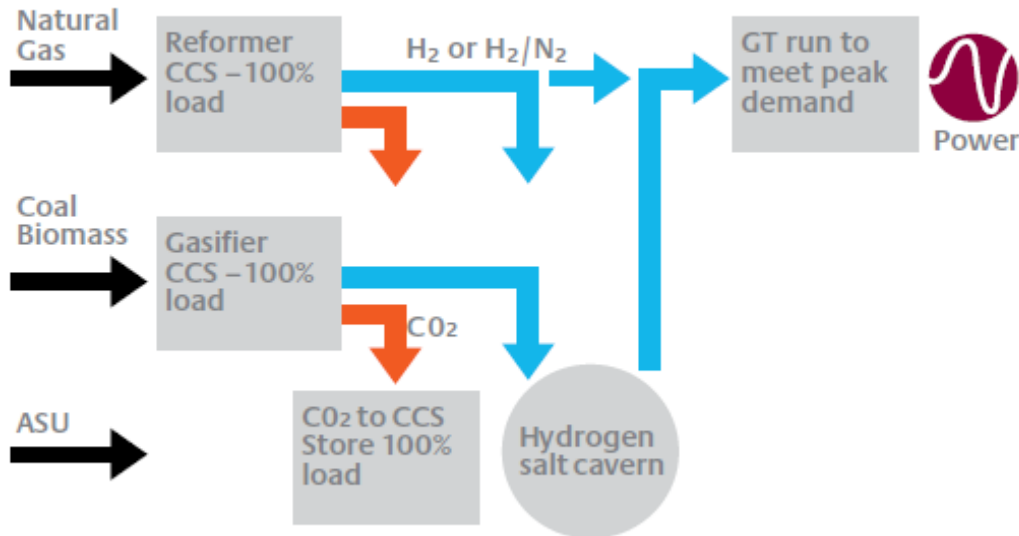 Natural
Gas
Reformer
CCS –100%
load
H₂ or H₂/N₂
GT run to
meet peak
demand
Power
Coal
Biomass
Gasifier
CCS –100%
load
C0₂
ASU
C0₂ to CCS
Store 100%
load
Hydrogen
salt cavern